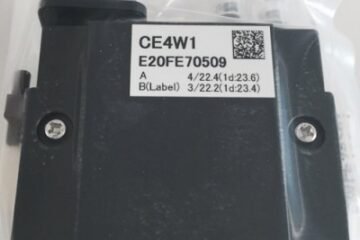 CE4W1
E20FE70509
A 4/22.4(1d:23.6)
B(Label) 3/22.2(1d:23.4)